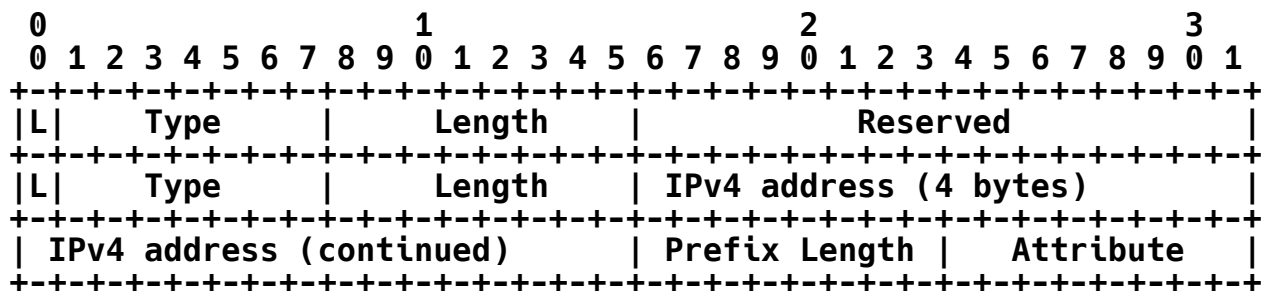 0                   1                   2                   3
0 1 2 3 4 5 6 7 8 9 0 1 2 3 4 5 6 7 8 9 0 1 2 3 4 5 6 7 8 9 0 1
+-+-+-+-+-+-+-+-+-+-+-+-+-+-+-+-+-+-+-+-+-+-+-+-+-+-+-+-+-+-+-+-+
|L|    Type     |     Length    |           Reserved            |
+-+-+-+-+-+-+-+-+-+-+-+-+-+-+-+-+-+-+-+-+-+-+-+-+-+-+-+-+-+-+-+-+
|L|    Type     |     Length    | IPv4 address (4 bytes)        |
+-+-+-+-+-+-+-+-+-+-+-+-+-+-+-+-+-+-+-+-+-+-+-+-+-+-+-+-+-+-+-+-+
| IPv4 address (continued)      | Prefix Length |   Attribute   |
+-+-+-+-+-+-+-+-+-+-+-+-+-+-+-+-+-+-+-+-+-+-+-+-+-+-+-+-+-+-+-+-+